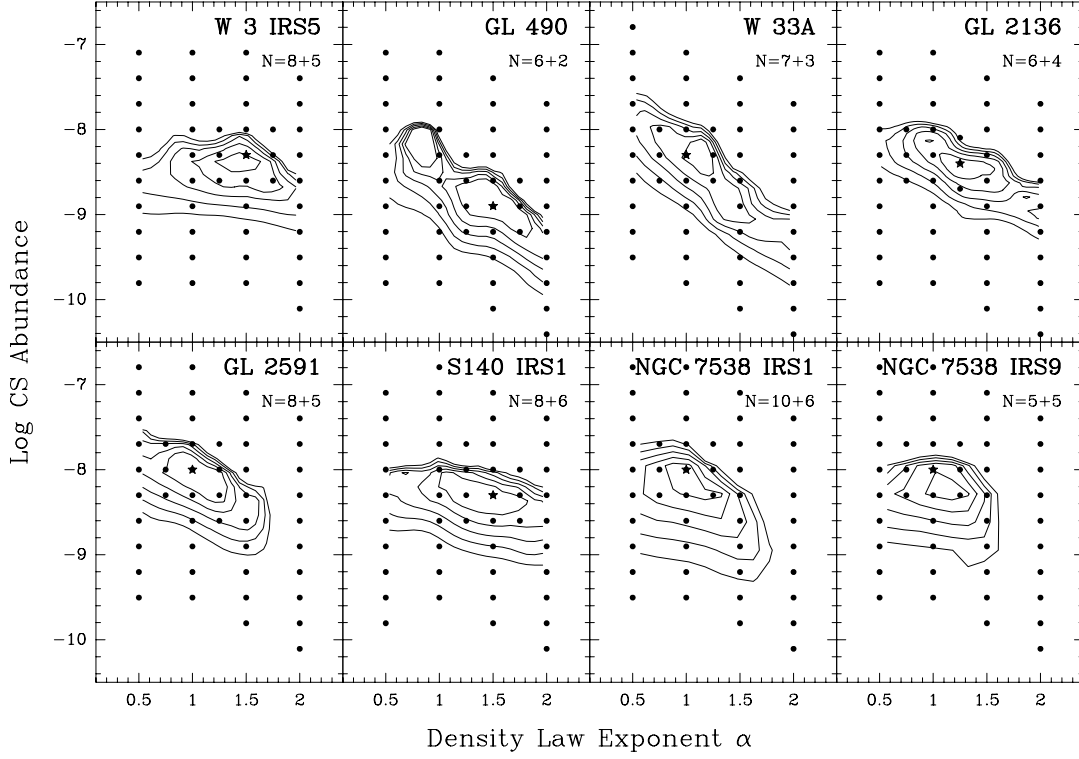 W 3 IRS5
N=8+5
GL 490
N=6+2
W 33A
N=7+3
GL 2136
N=6+4
−7
−8
−9
−10
GL 2591
N=8+5
S140 IRS1
N=8+6
NGC 7538 IRS1
N=10+6
NGC 7538 IRS9
N=5+5
−7
−8
−9
−10
0.5 1 1.5 2
0.5 1 1.5 2
0.5 1 1.5 2
0.5 1 1.5 2
Log CS Abundance
Density Law Exponent α